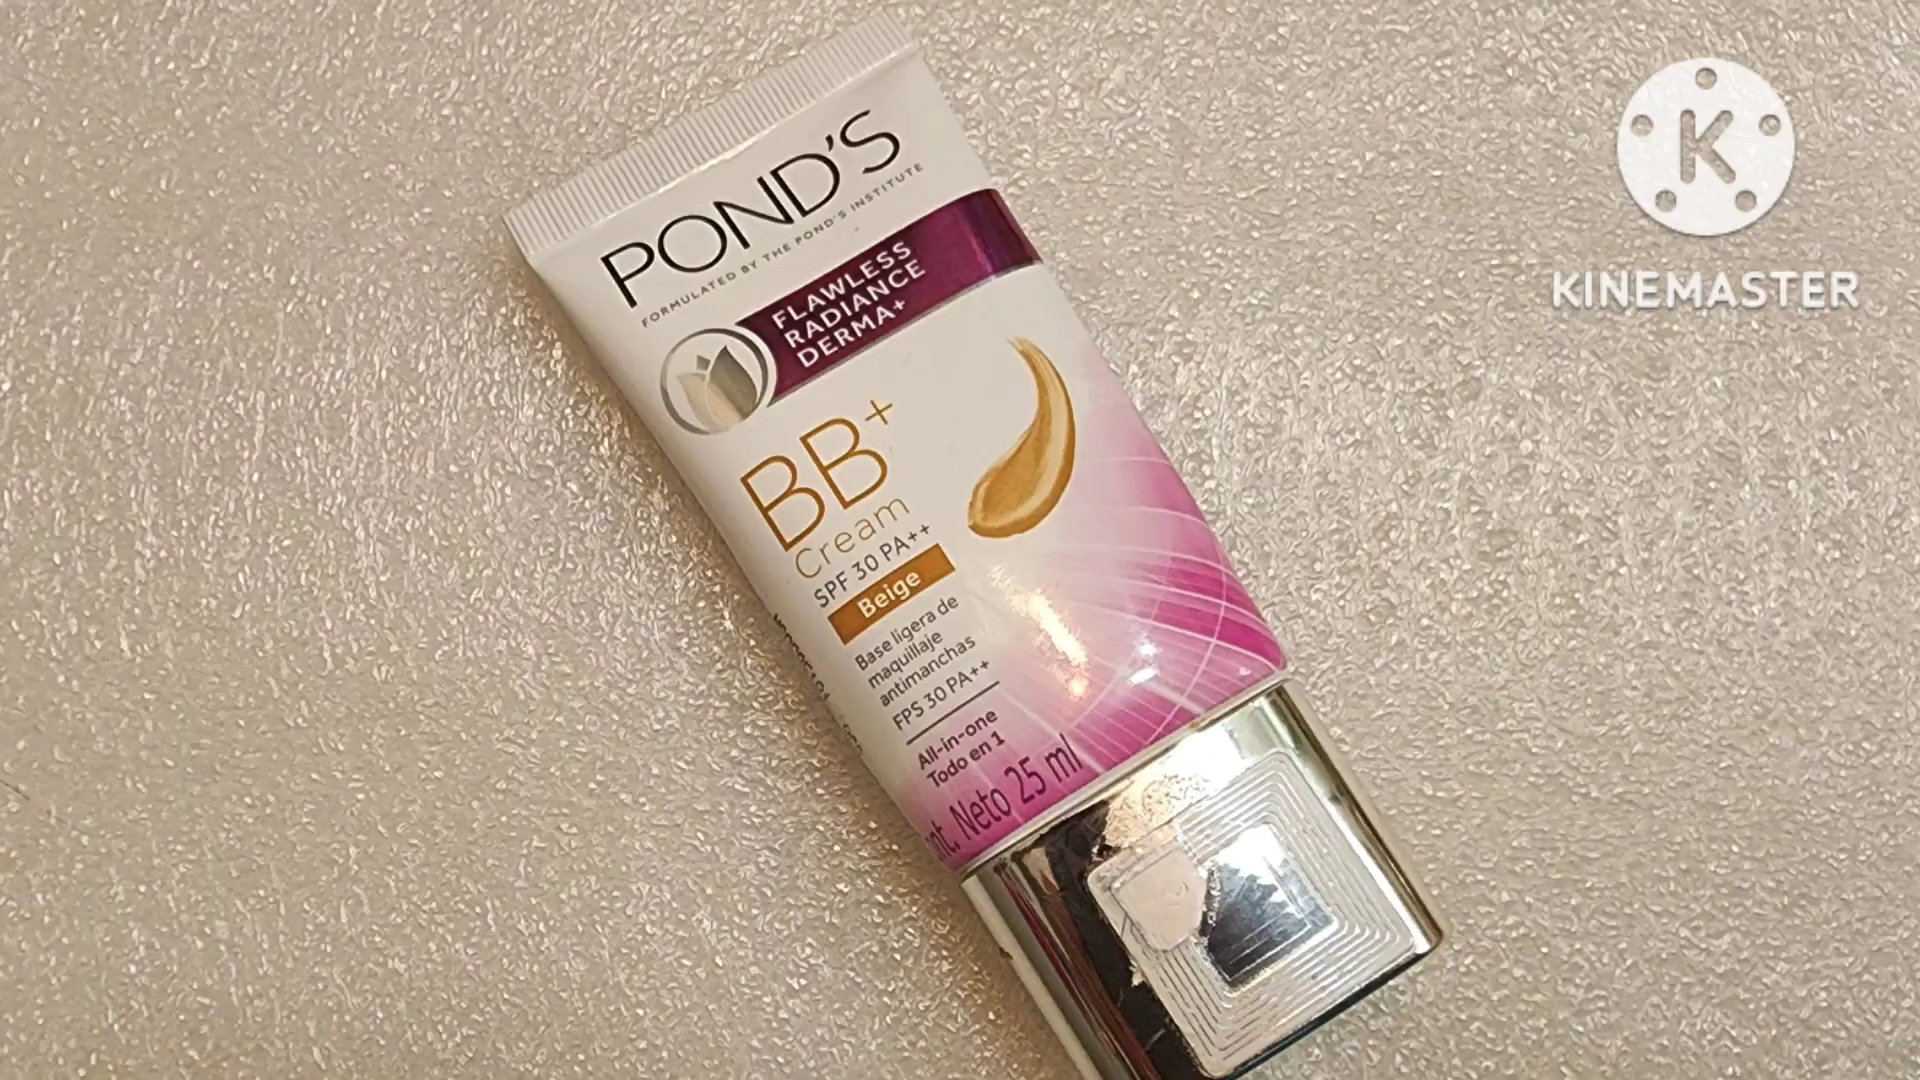 POND'S
FORMULATED BY THE POND'S INSTITUTE
FLAWLESS
RADIANCE
DERMA+
BB+
Cream
SPF 30 PA++
Beige
Base ligera de
maquillaje
antimanchas
FPS 30 PA++
All-in-one
Todo en 1
Neto 25 ml
K
KINEMASTER